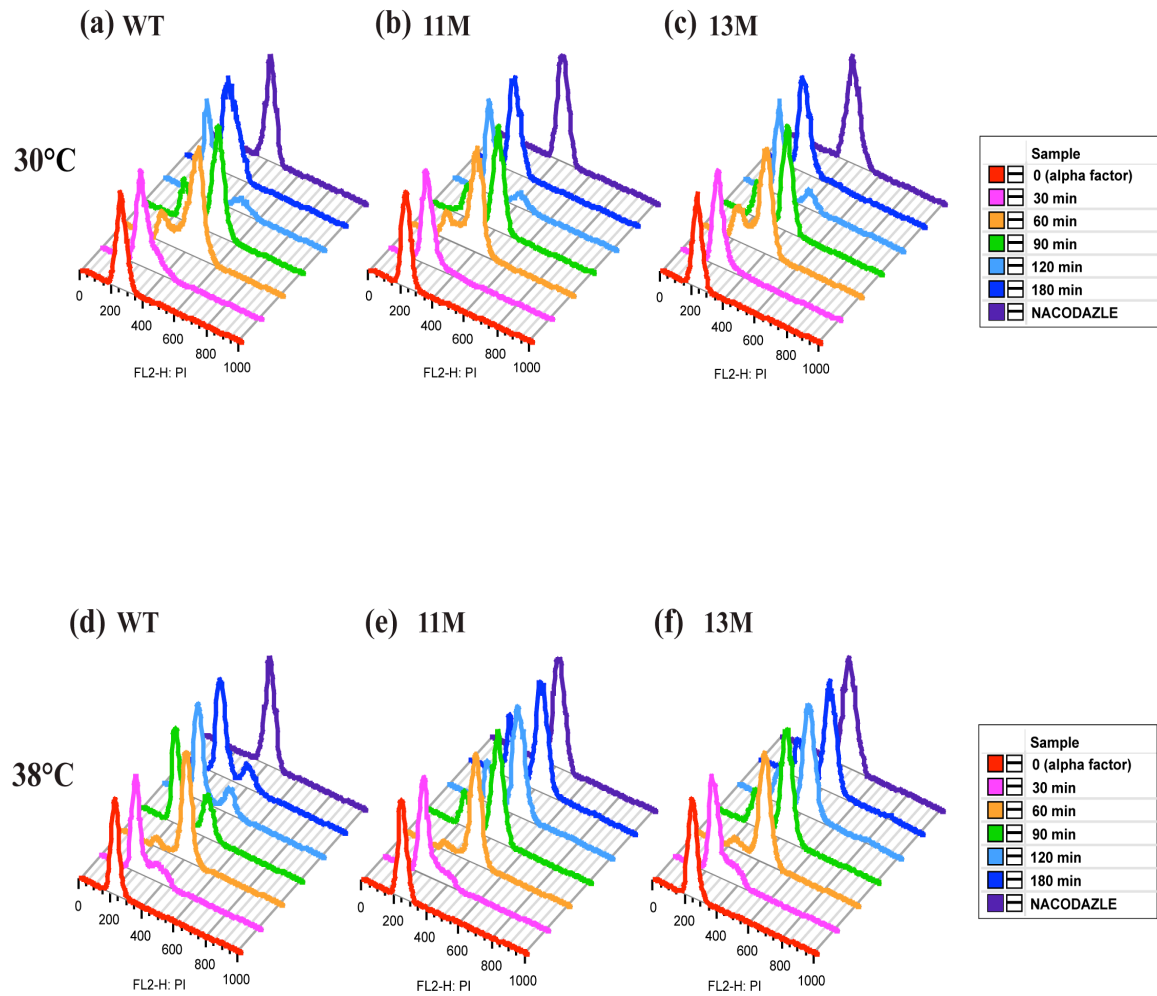 (a) WT
(b) 11M
(c) 13M
30°C
0
200
400
600
800
1000
FL2-H: PI
0
200
400
600
800
1000
FL2-H: PI
0
200
400
600
800
1000
FL2-H: PI
Sample
0 (alpha factor)
30 min
60 min
90 min
120 min
180 min
NACODAZLE
(d) WT
(e) 11M
(f) 13M
38°C
0
200
400
600
800
1000
FL2-H: PI
0
200
400
600
800
1000
FL2-H: PI
0
200
400
600
800
1000
FL2-H: PI
Sample
0 (alpha factor)
30 min
60 min
90 min
120 min
180 min
NACODAZLE